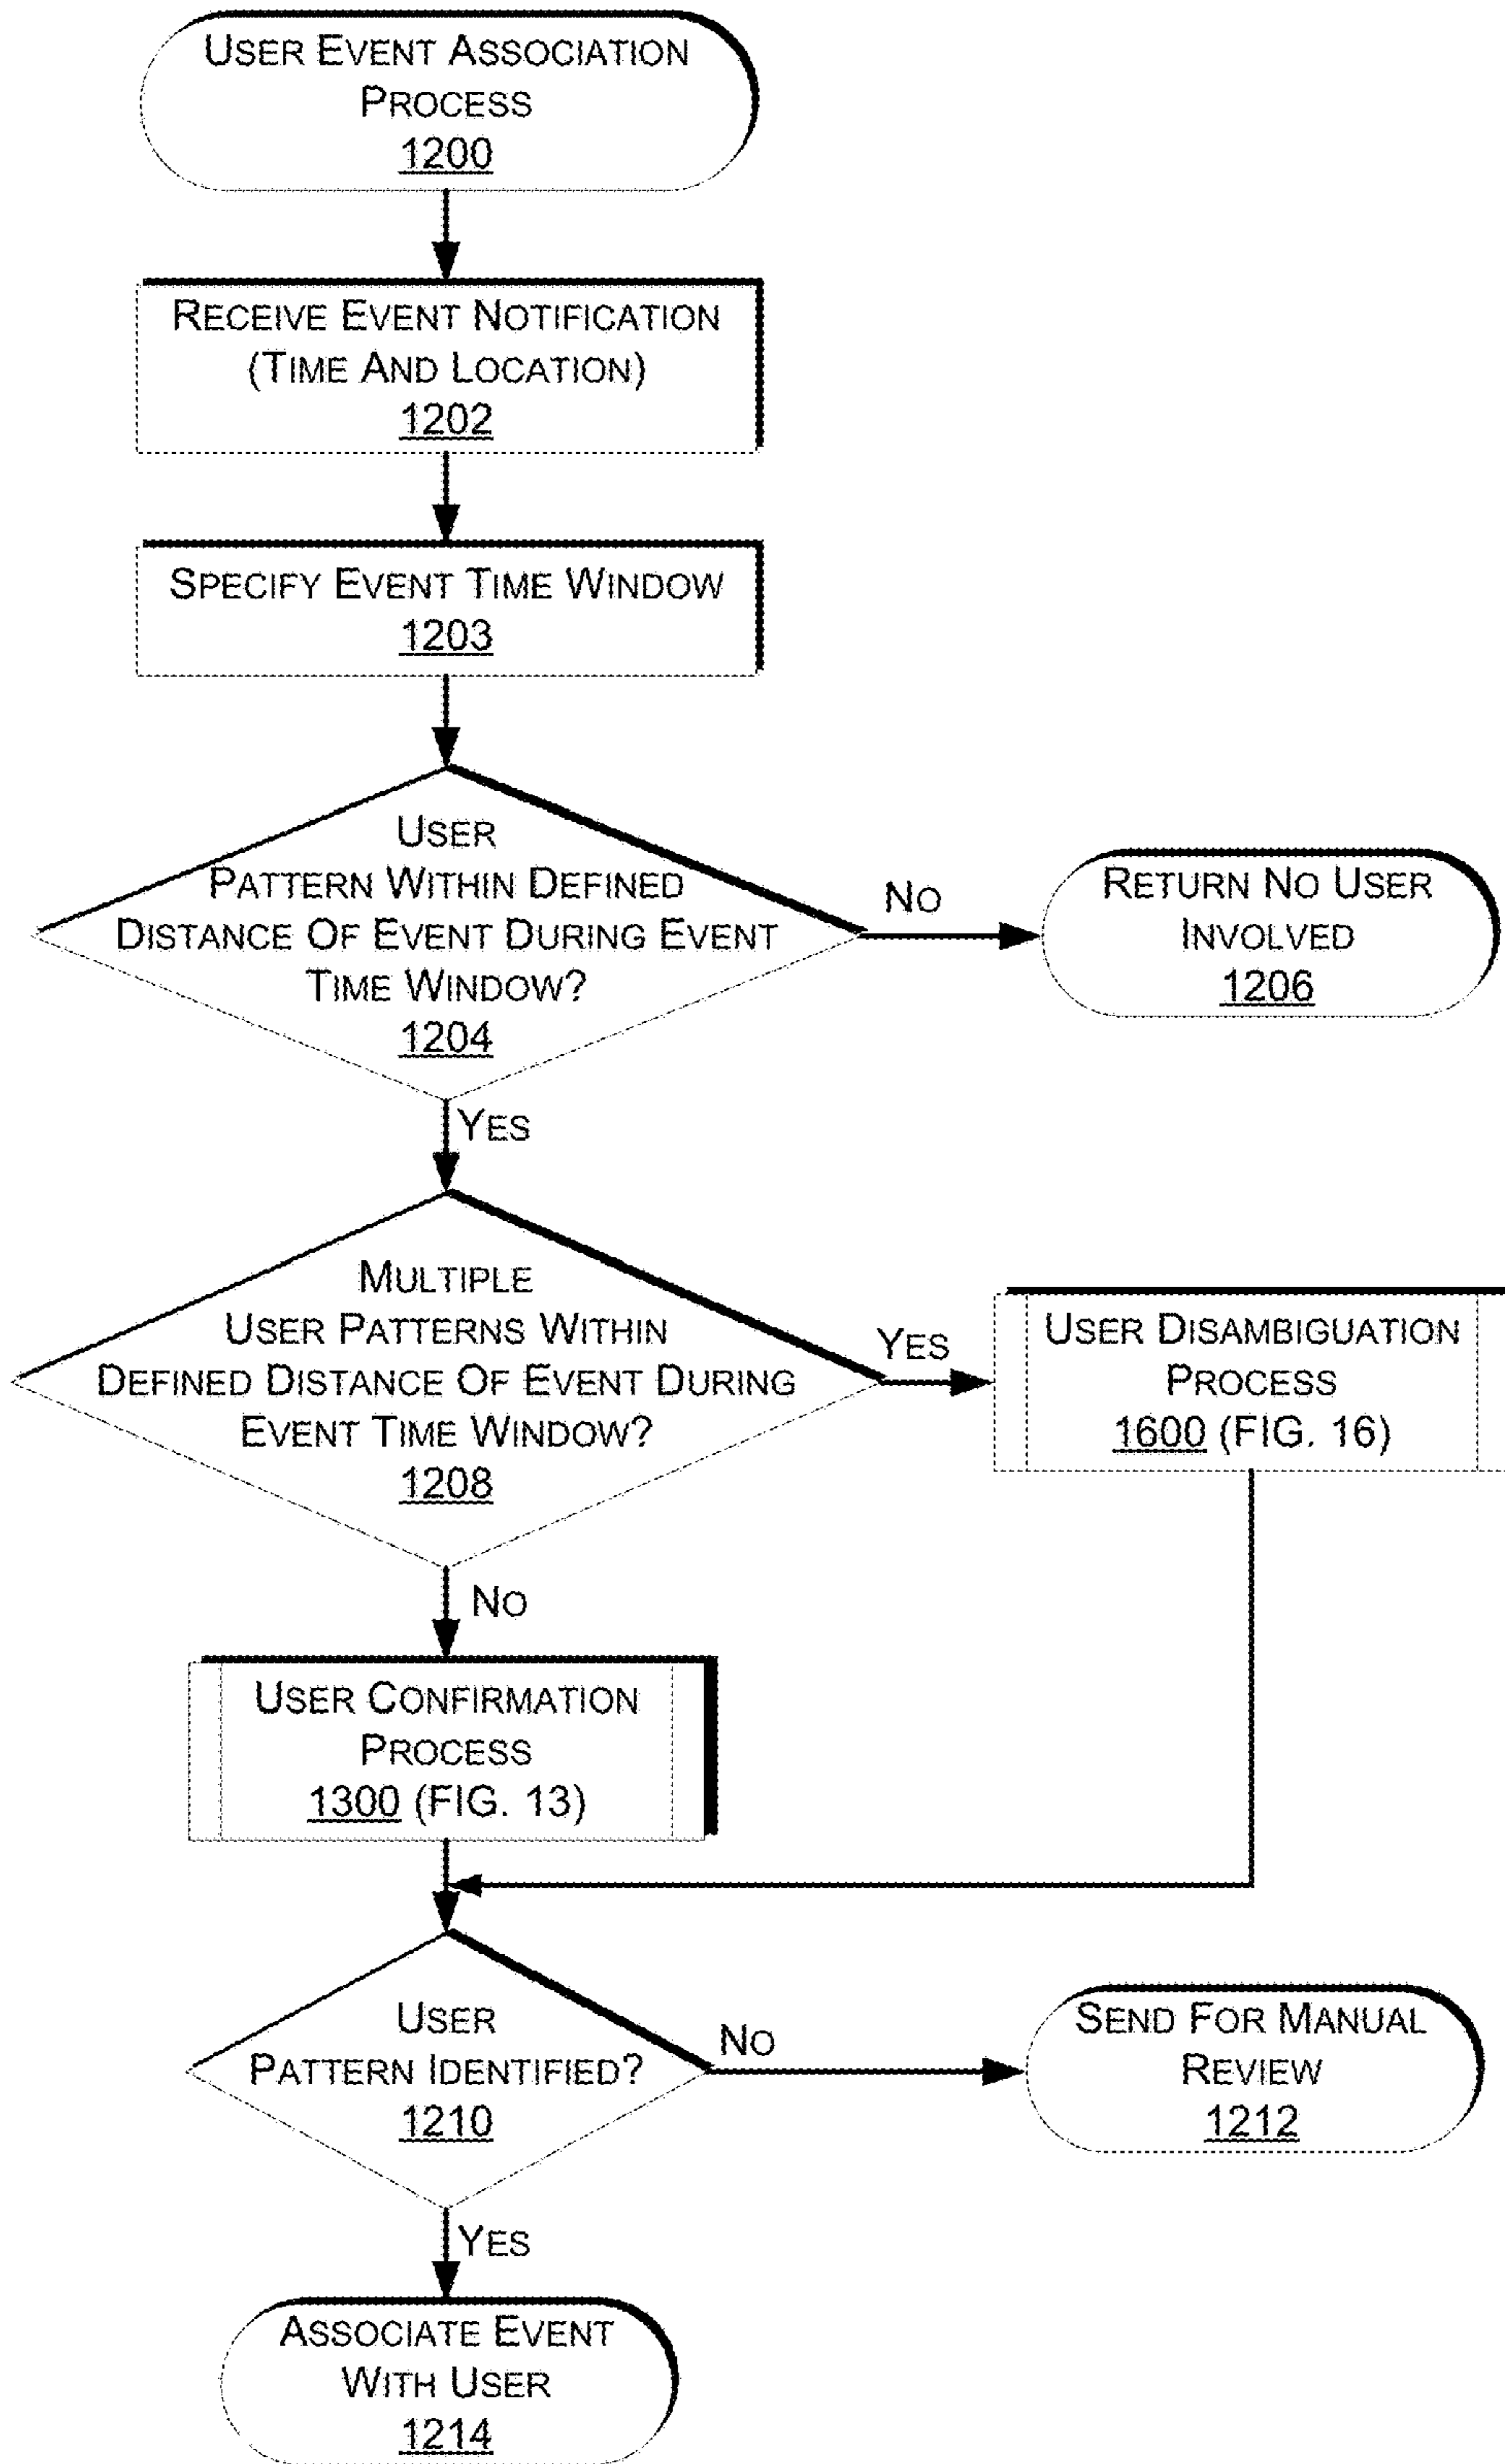 USER EVENT ASSOCIATION
PROCESS
1200
RECEIVE EVENT NOTIFICATION
(TIME AND LOCATION)
1202
SPECIFY EVENT TIME WINDOW
1203
USER
PATTERN WITHIN DEFINED
DISTANCE OF EVENT DURING EVENT
TIME WINDOW?
1204
NO
RETURN NO USER
INVOLVED
1206
YES
MULTIPLE
USER PATTERNS WITHIN
DEFINED DISTANCE OF EVENT DURING
EVENT TIME WINDOW?
1208
YES
USER DISAMBIGUATION
PROCESS
1600 (FIG. 16)
NO
USER CONFIRMATION
PROCESS
1300 (FIG. 13)
USER
PATTERN IDENTIFIED?
1210
NO
SEND FOR MANUAL
REVIEW
1212
YES
ASSOCIATE EVENT
WITH USER
1214